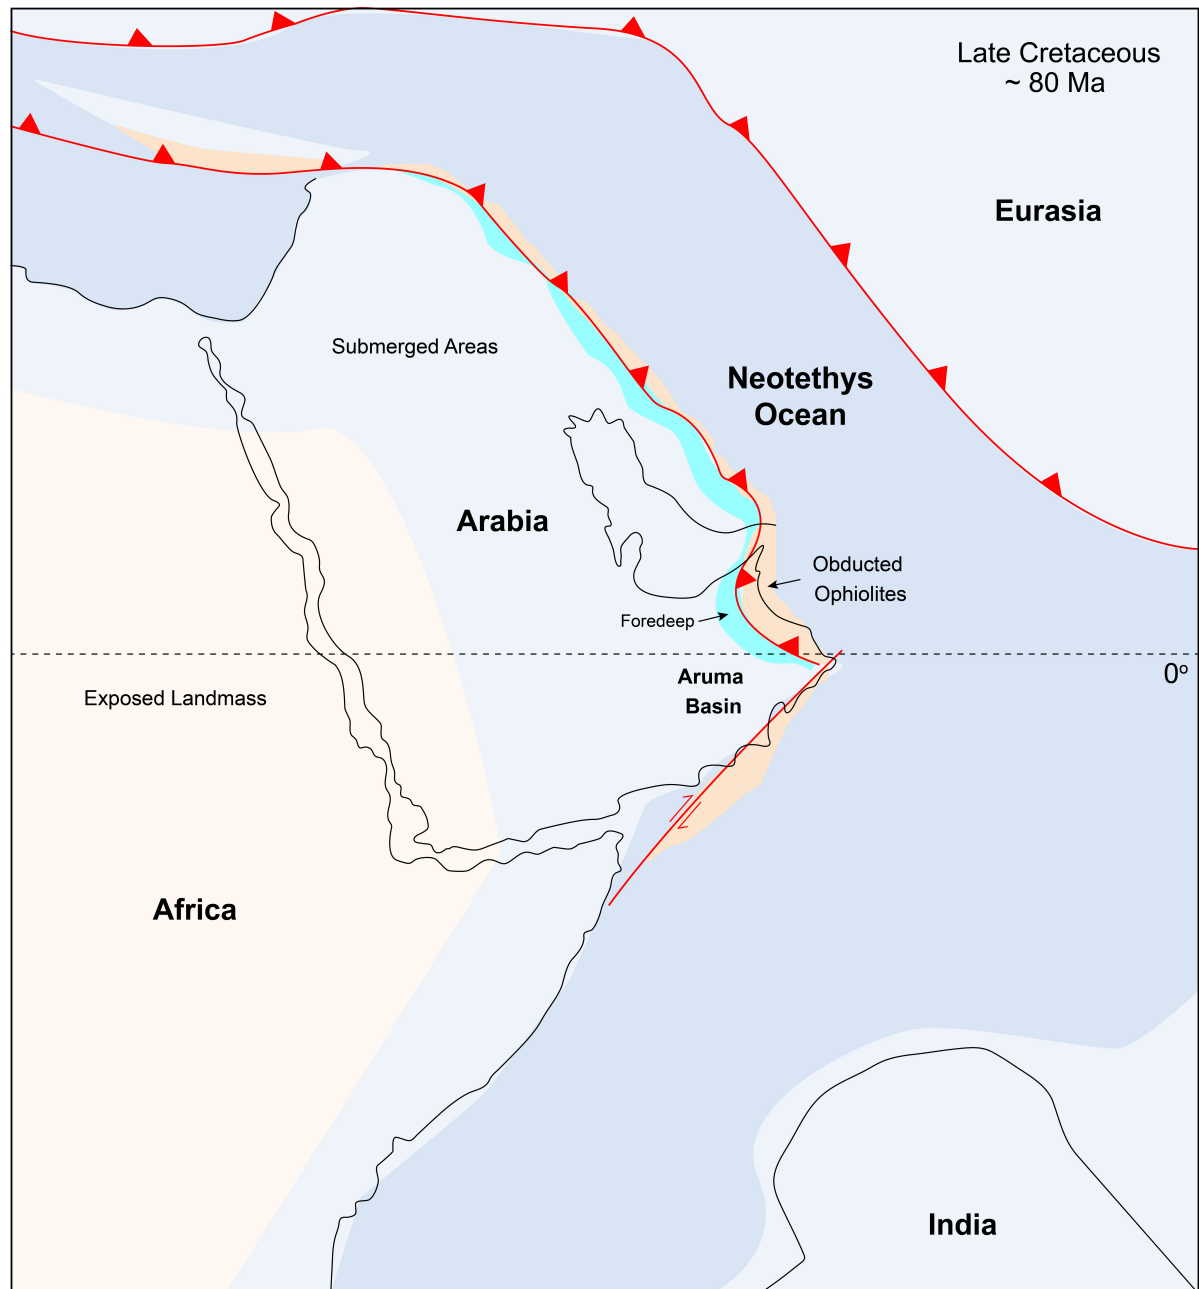 Late Cretaceous
~ 80 Ma
Eurasia
Submerged Areas
Neotethys
Ocean
Arabia
Obducted
Ophiolites
Foredeep
0°
Aruma
Basin
Exposed Landmass
Africa
India